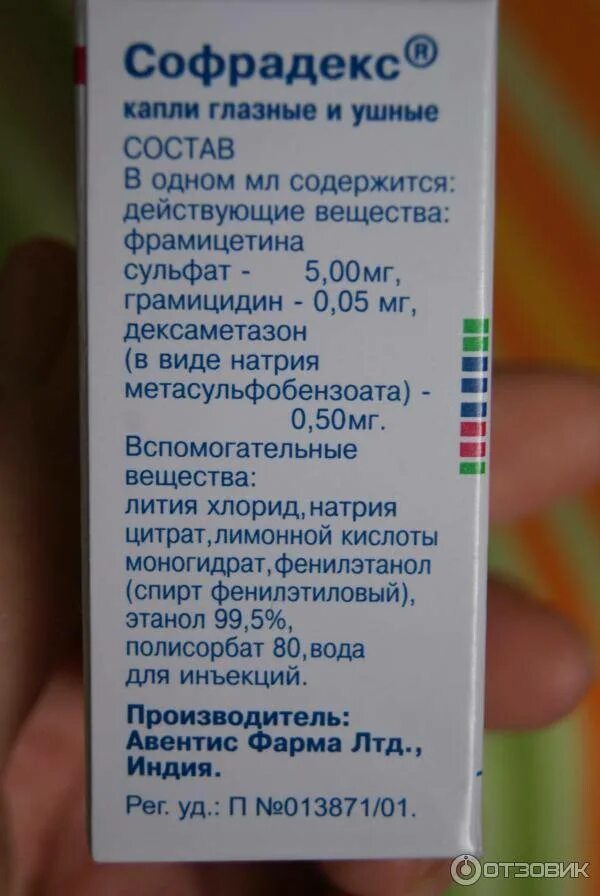 Софрадекс®
капли глазные и ушные
СОСТАВ
В одном мл содержится:
действующие вещества:
фрамицетина
сульфат - 5,00мг,
грамицидин - 0,05 мг,
дексаметазон
(в виде натрия
метасульфобензоата) -
0,50мг.
Вспомогательные
вещества:
лития хлорид,натрия
цитрат,лимонной кислоты
моногидрат,фенилэтанол
(спирт фенилэтиловый),
этанол 99,5%,
полисорбат 80,вода
для инъекций.
Производитель:
Авентис Фарма Лтд.,
Индия.
Рег. уд.: П №013871/01.
ОТЗОВИК